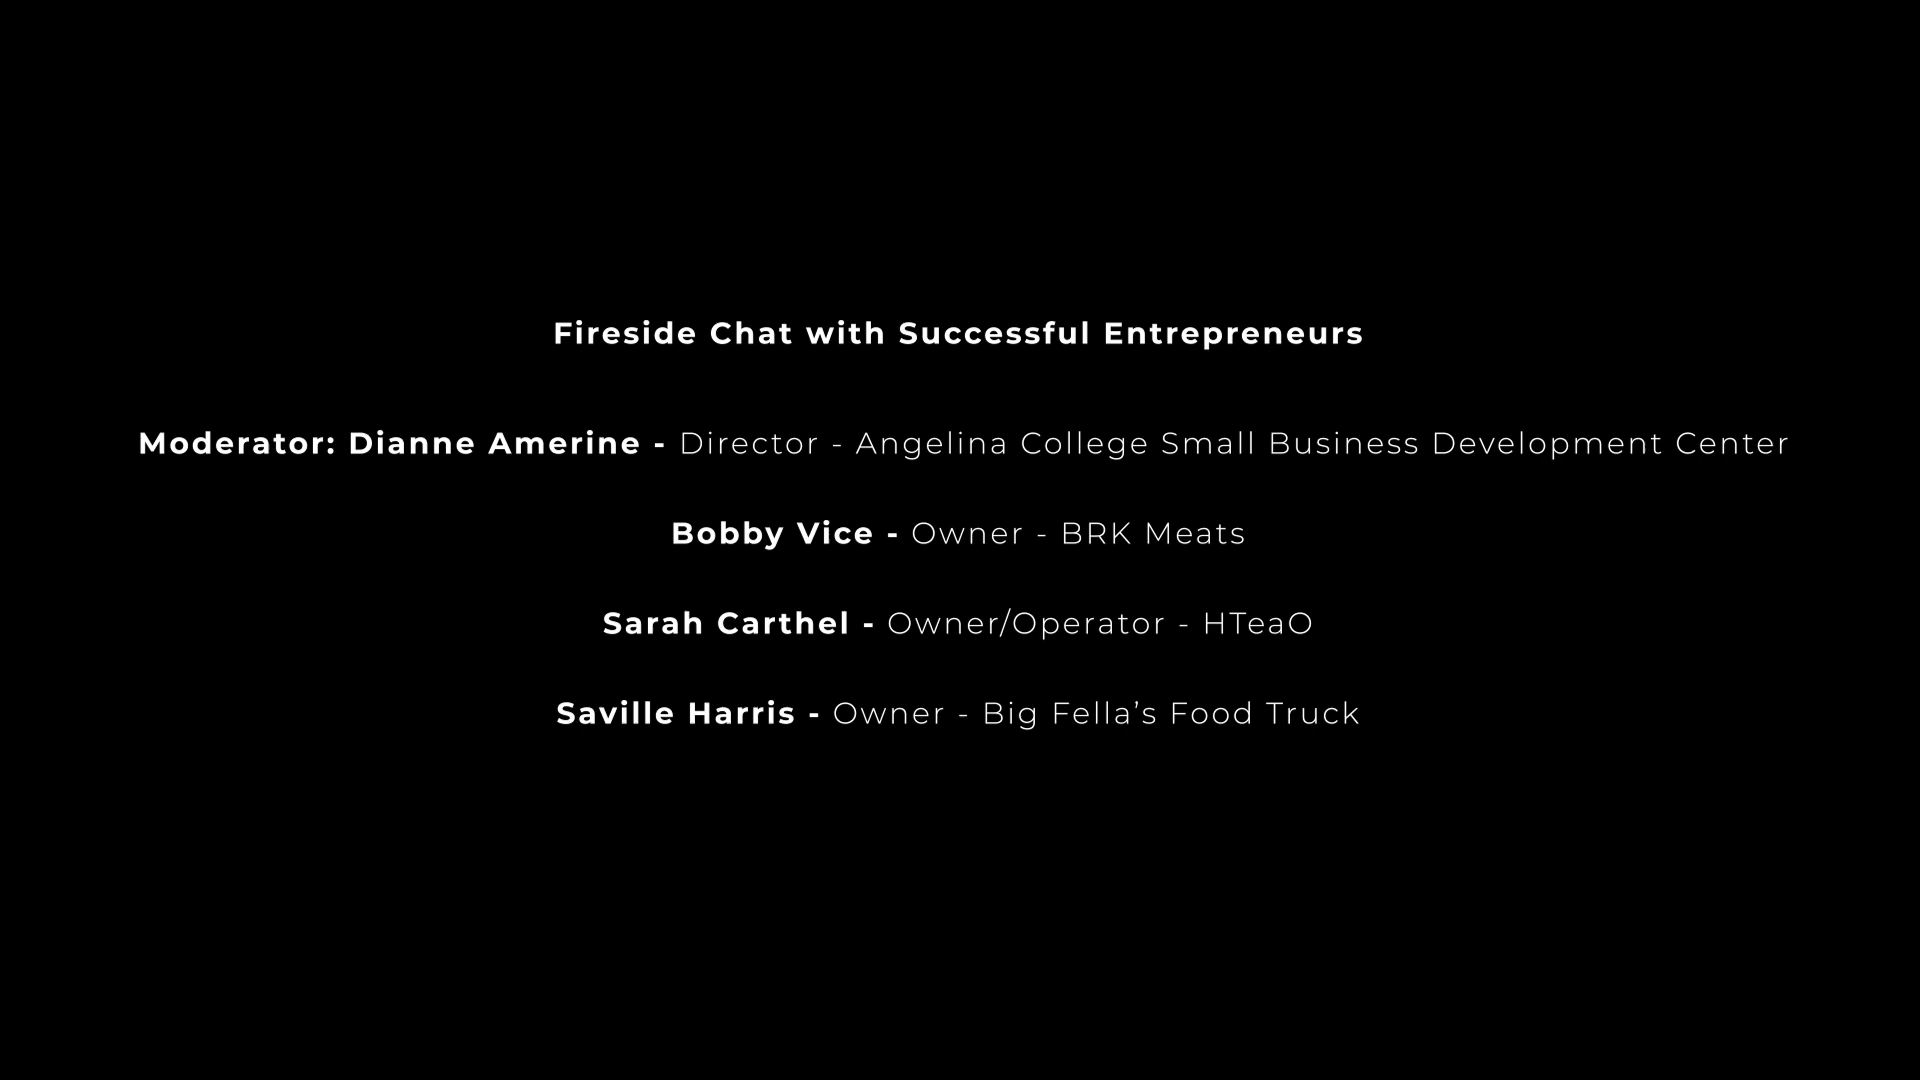 Fireside Chat with Successful Entrepreneurs
Moderator: Dianne Amerine - Director - Angelina College Small Business Development Center
Bobby Vice - Owner - BRK Meats
Sarah Carthel - Owner/Operator - HTeaO
Saville Harris - Owner - Big Fella’s Food Truck